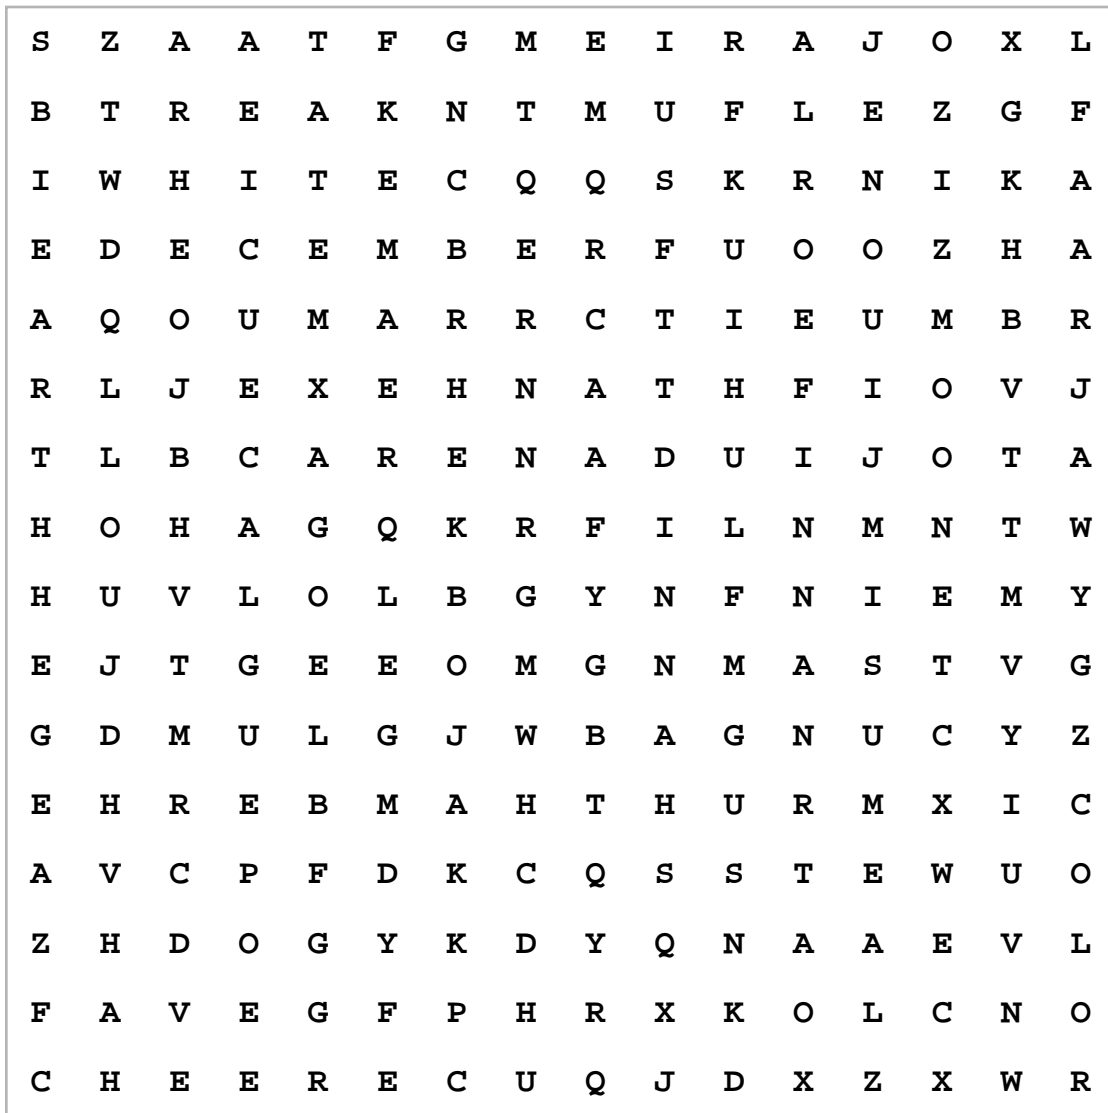 S Z A A T F G M E I R A J O X L
B T R E A K N T M U F L E Z G F
I W H I T E C Q Q S K R N I K A
E D E C E M B E R F U O O Z H A
A Q O U M A R R C T I E U M B R
R L J E X E H N A T H F I O V J
T L B C A R E N A D U I J O T A
H O H A G Q K R F I L N M N T W
H U V L O L B G Y N F N I E M Y
E J T G E E O M G N M A S T V G
G D M U L G J W B A G N U C Y Z
E H R E B M A H T H U R M X I C
A V C P F D K C Q S S T E W U O
Z H D O G Y K D Y Q N A A E V L
F A V E G F P H R X K O L C N O
C H E E R E C U Q J D X Z X W R